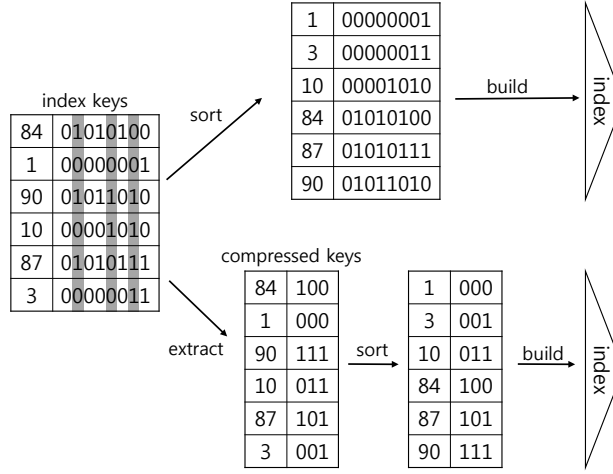 index keys
84 01010100
1 00000001
90 01011010
10 00001010
87 01010111
3 00000011
sort
1 00000001
3 00000011
10 00001010
84 01010100
87 01010111
90 01011010
build
index
extract
compressed keys
84 100
1 000
90 111
10 011
87 101
3 001
sort
1 000
3 001
10 011
84 100
87 101
90 111
build
index